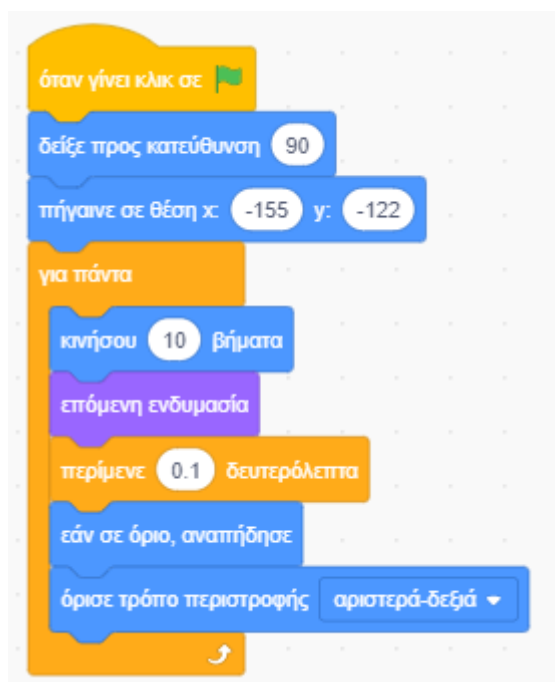 όταν γίνει κλικ σε
δείξε προς κατεύθυνση 90
πήγαινε σε θέση x: -155 y: -122
για πάντα
κινήσου 10 βήματα
επόμενη ενδυμασία
περίμενε 0.1 δευτερόλεπτα
εάν σε όριο, αναπήδησε
όρισε τρόπο περιστροφής αριστερά-δεξιά